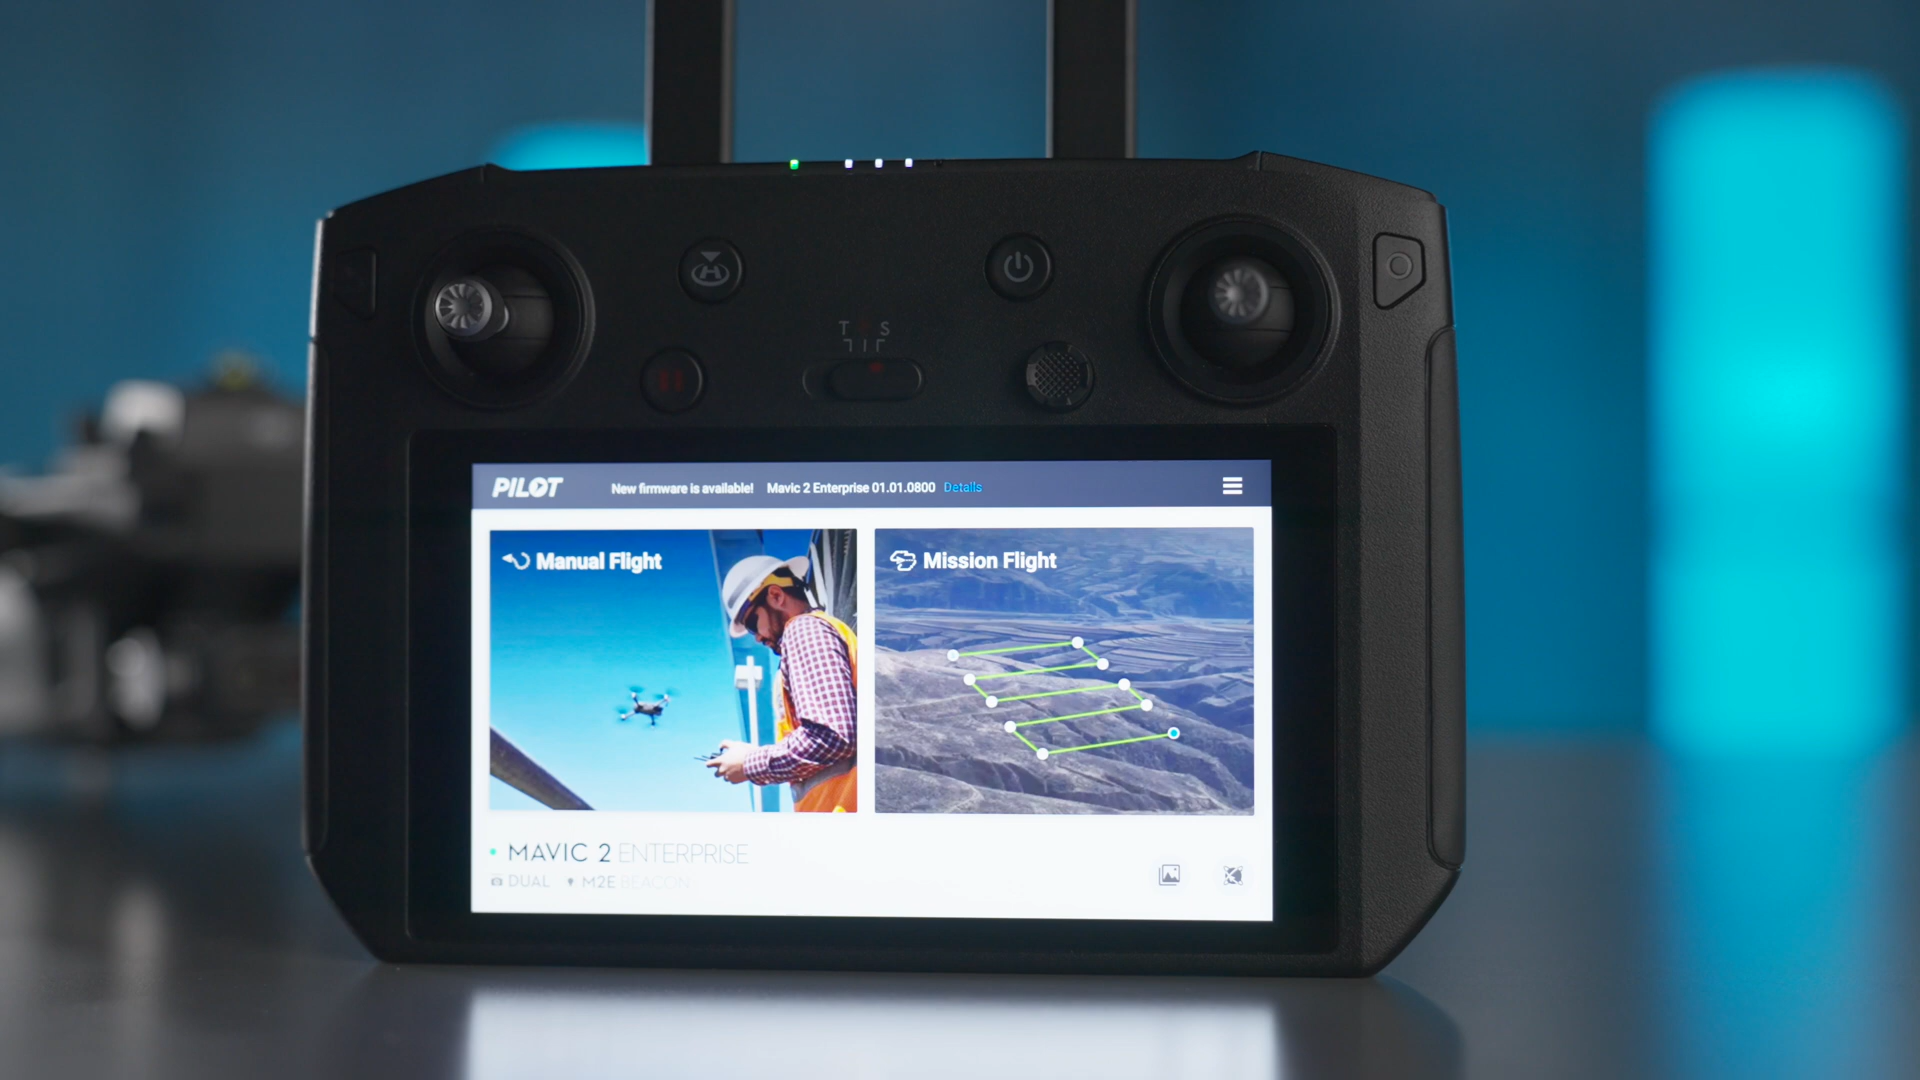 T S
PILOT New firmware is available! Mavic 2 Enterprise 01.01.0800 Details
Manual Flight
Mission Flight
MAVIC 2 ENTERPRISE
DUAL M2E BEACON